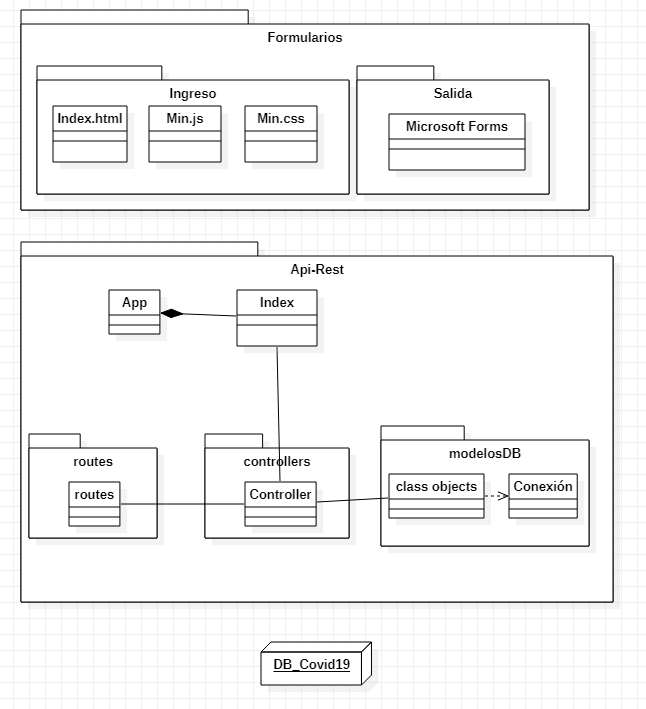 Formularios
Ingreso
Salida
Index.html
Min.js
Min.css
Microsoft Forms
Api-Rest
App
Index
routes
controllers
modelosDB
routes
Controller
class objects
Conexión
DB_Covid19